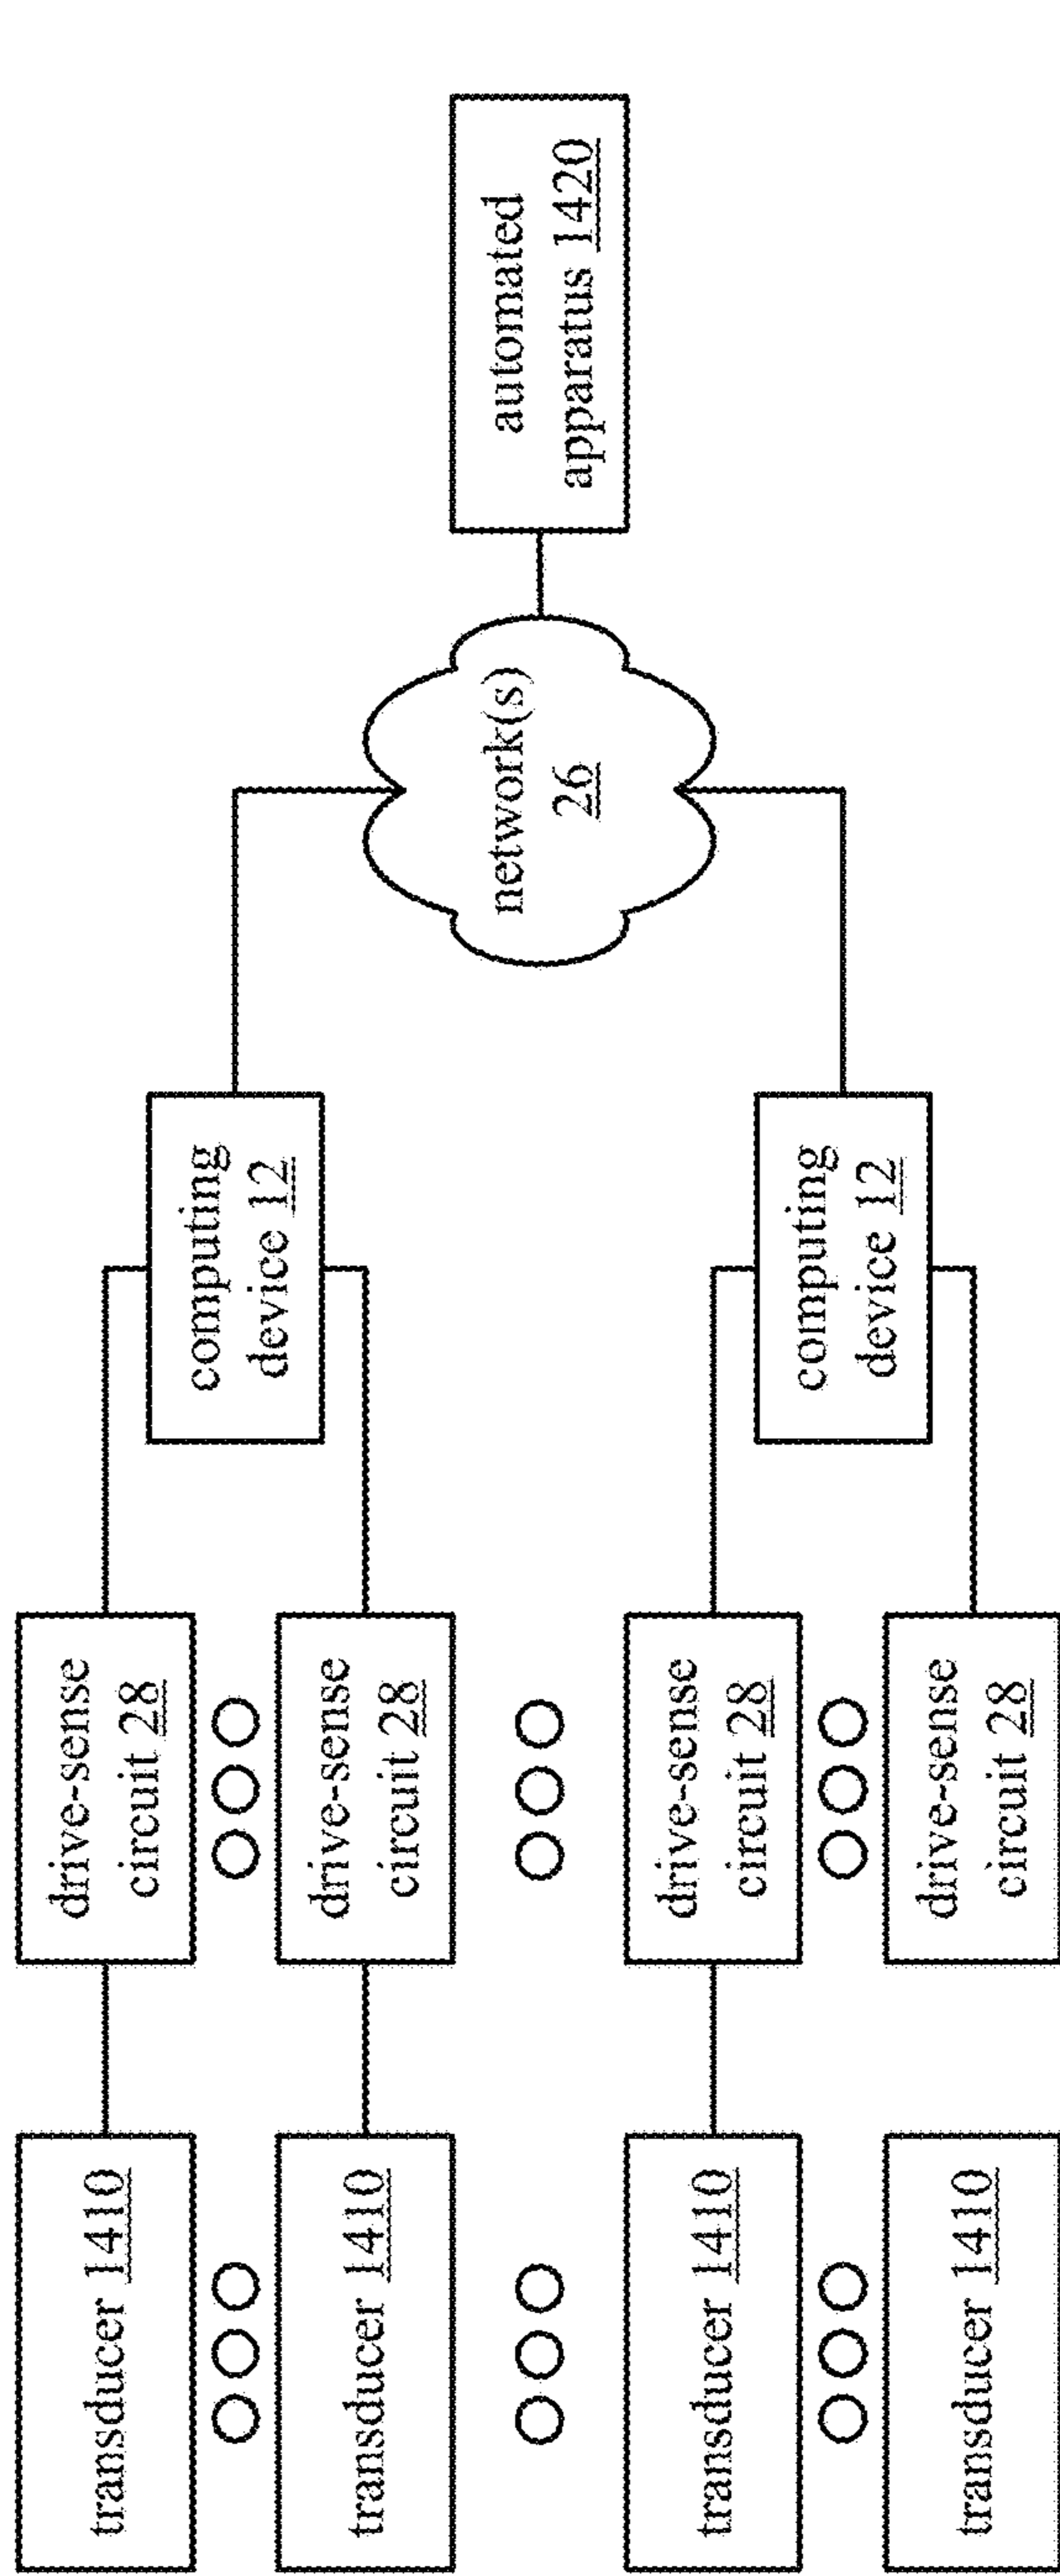 transducer 1410
drive-sense
circuit 28
computing
device 12
transducer 1410
drive-sense
circuit 28
network(s)
26
automated
apparatus 1420
transducer 1410
drive-sense
circuit 28
computing
device 12
transducer 1410
drive-sense
circuit 28